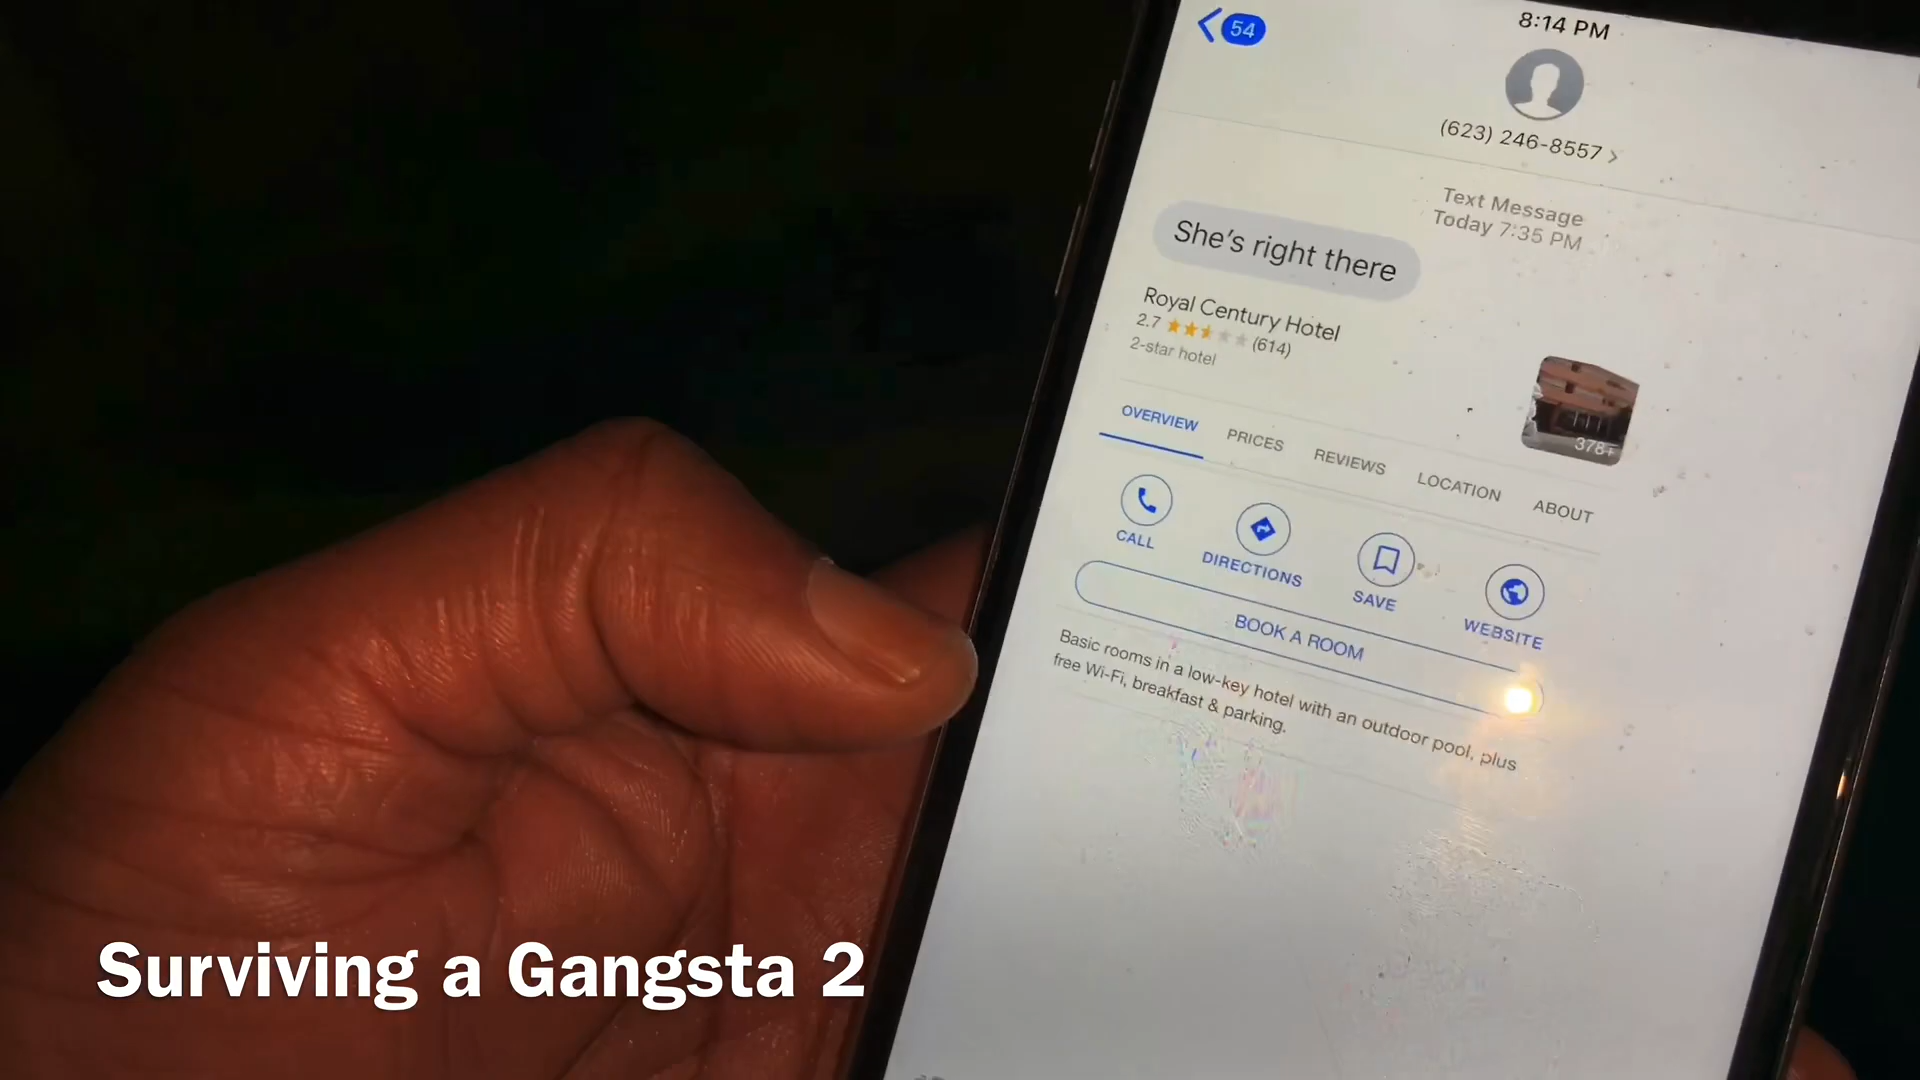 54
8:14 PM
(623) 246-8557 >
Text Message
Today 7:35 PM
She's right there
Royal Century Hotel
2.7 (614)
2-star hotel
378+
OVERVIEW PRICES REVIEWS LOCATION ABOUT
CALL DIRECTIONS SAVE WEBSITE
BOOK A ROOM
Basic rooms in a low-key hotel with an outdoor pool, plus
free Wi-Fi, breakfast & parking.
Surviving a Gangsta 2